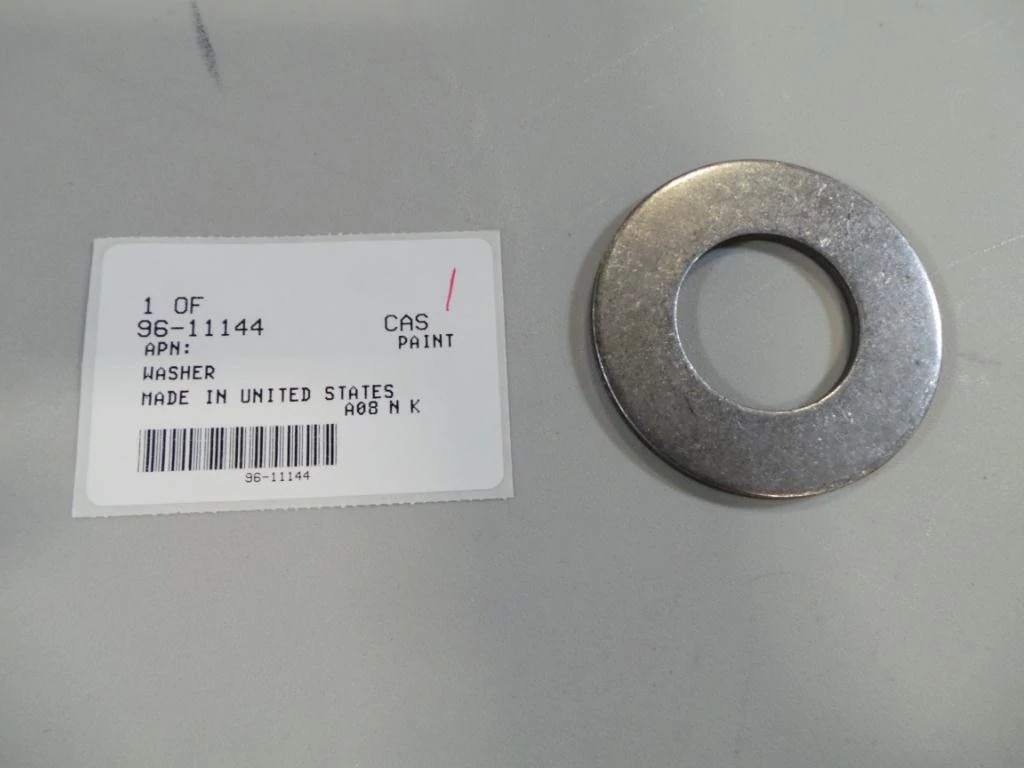 1 OF
96-11144 CAS
APN: PAINT
WASHER
MADE IN UNITED STATES
A08 N K
96-11144